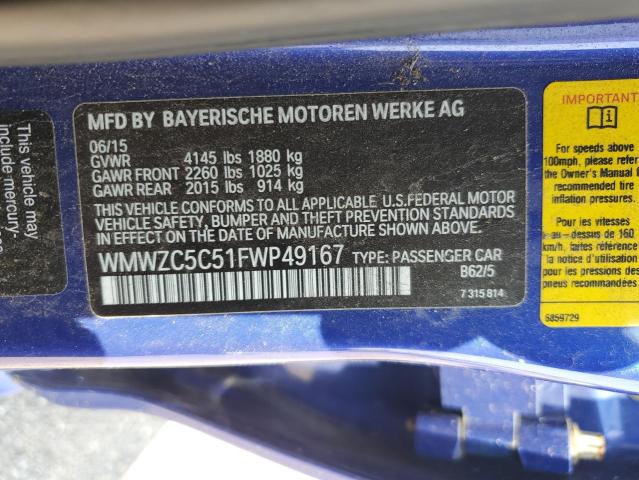 This vehicle may
include mercury-
MFD BY BAYERISCHE MOTOREN WERKE AG
06/15
GVWR 4145 lbs 1880 kg
GAWR FRONT 2260 lbs 1025 kg
GAWR REAR 2015 lbs 914 kg
THIS VEHICLE CONFORMS TO ALL APPLICABLE U.S. FEDERAL MOTOR
VEHICLE SAFETY, BUMPER AND THEFT PREVENTION STANDARDS
IN EFFECT ON THE DATE OF MANUFACTURE SHOWN ABOVE.
WMWZC5C51FWP49167 TYPE: PASSENGER CAR
B62/5
7 315 814
IMPORTANT
For speeds above
100mph, please refer
the Owner's Manual f
recommended tire
inflation pressures.
Pour les vitesses
au - dessus de 160
km/h, faites référence
la notice d'utilisation
pour les pressions de
pneus recommandées
6859729